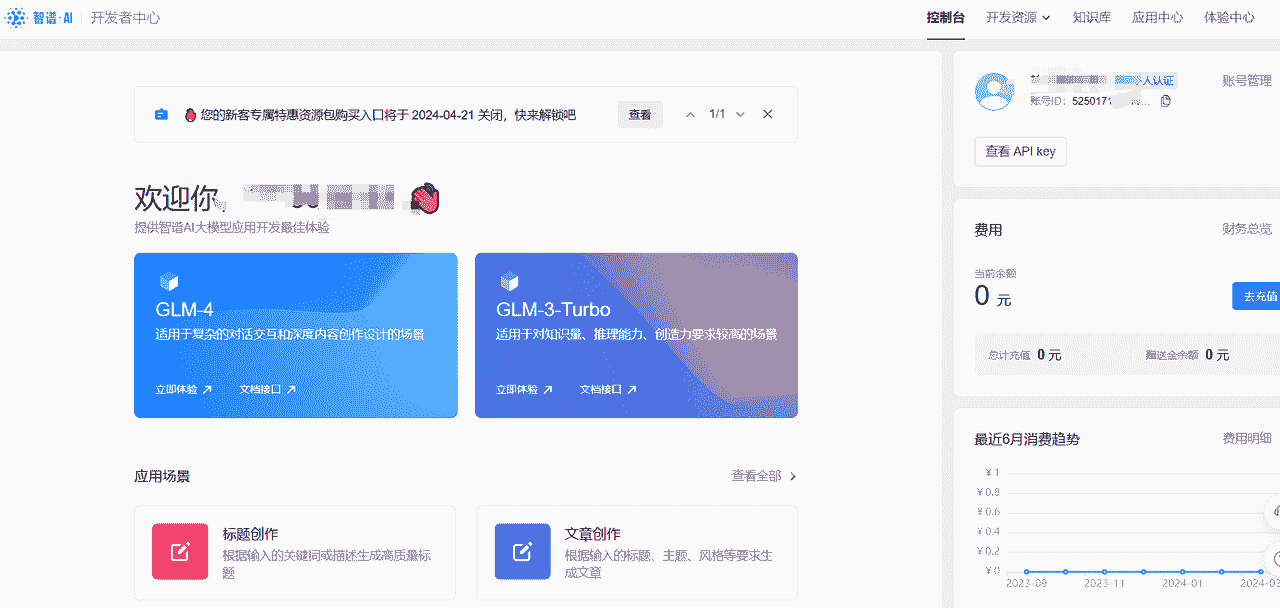 智谱·AI 开发者中心
控制台 开发资源 知识库 应用中心 体验中心
您的新客专属特惠资源包购买入口将于 2024-04-21 关闭，快来解锁吧 查看 1/1
欢迎你
提供智谱AI大模型应用开发最佳体验
GLM-4
适用于复杂的对话交互和深度内容创作设计的场景
立即体验 文档接口
GLM-3-Turbo
适用于对知识量、推理能力、创造力要求较高的场景
立即体验 文档接口
应用场景 查看全部
标题创作
根据输入的关键词或描述生成高质量标
题
文章创作
根据输入的标题、主题、风格等要求生
成文章
人认证 账号管理
账号ID: 5250171
查看 API key
费用 财务总览
当前余额
0 元 去充值
总计充值 0 元 赠送金余额 0 元
最近6月消费趋势 费用明细
¥ 1
¥ 0.8
¥ 0.6
¥ 0.4
¥ 0.2
¥ 0
2023-09 2023-11 2024-01 2024-03